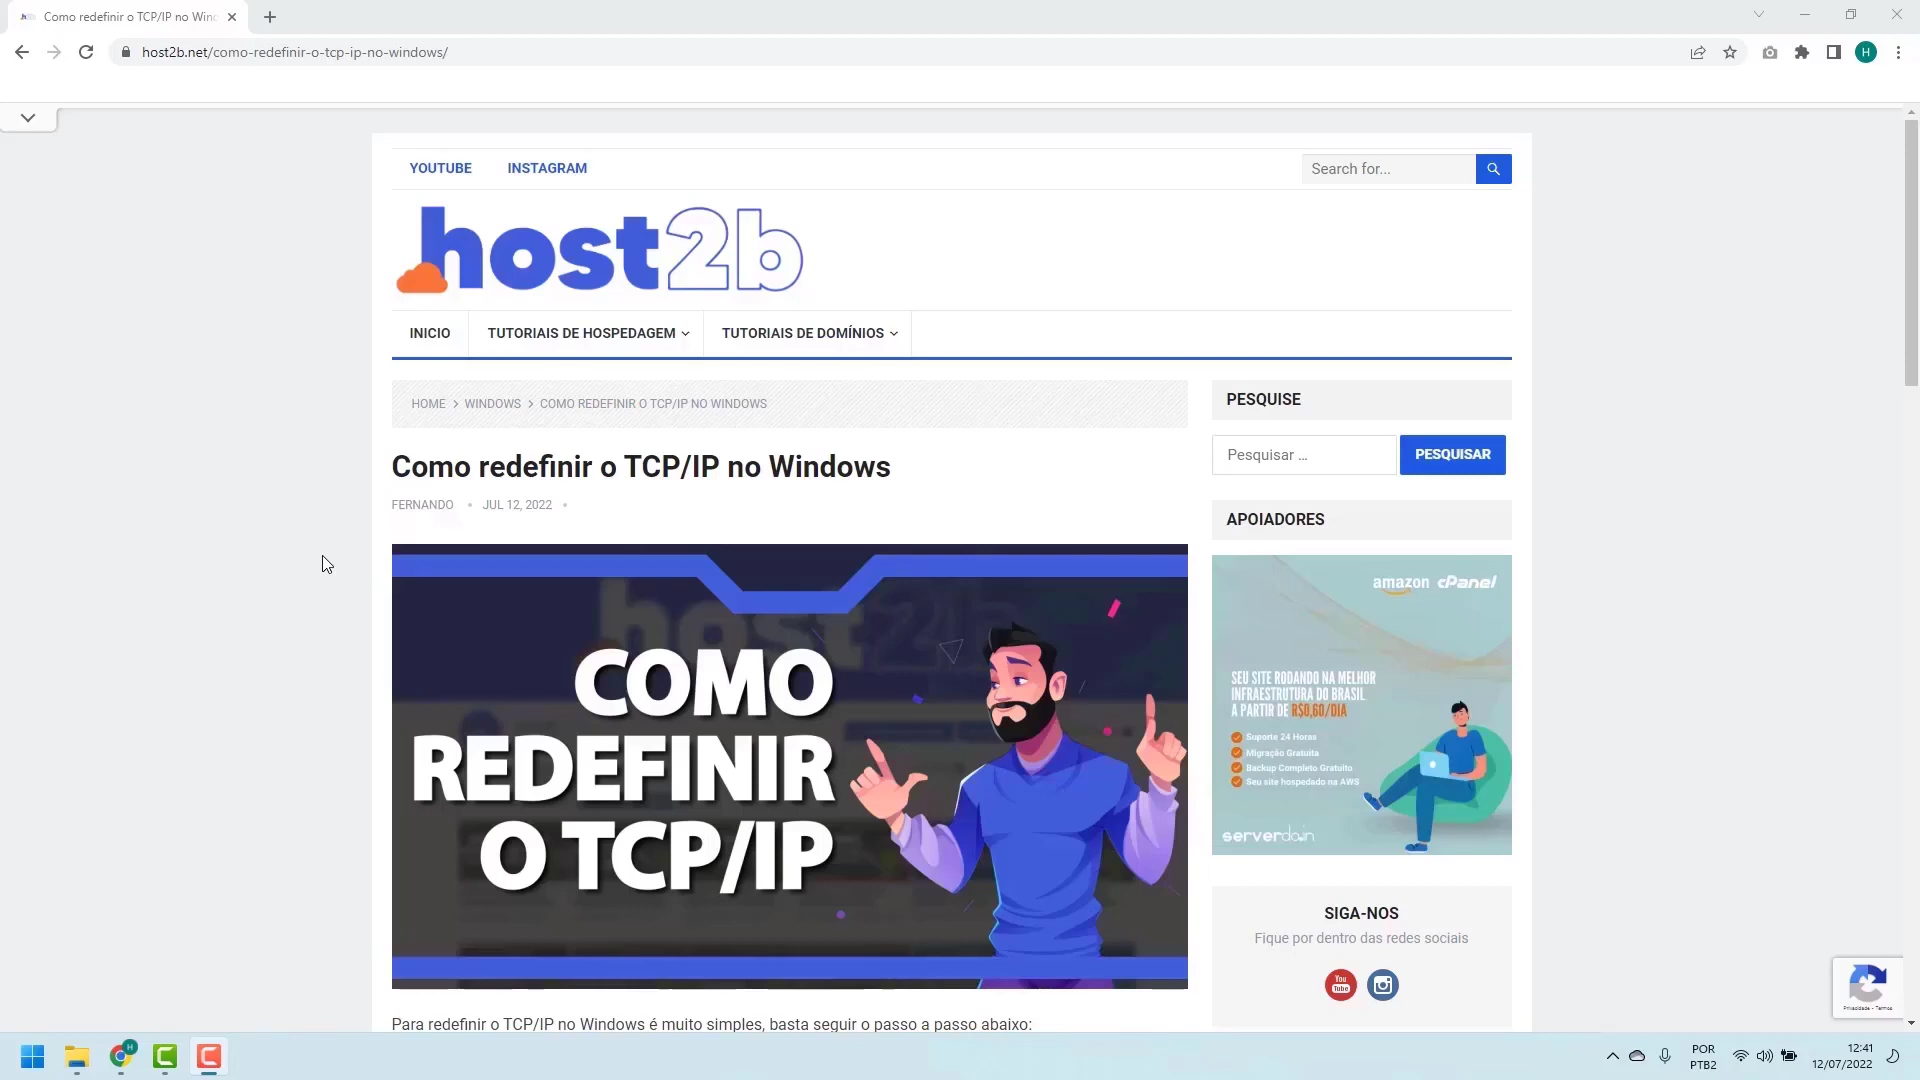 Como redefinir o TCP/IP no Wind
host2b.net/como-redefinir-o-tcp-ip-no-windows/
H
YOUTUBE INSTAGRAM
Search for...
host2b
INICIO TUTORIAIS DE HOSPEDAGEM TUTORIAIS DE DOMÍNIOS
HOME > WINDOWS > COMO REDEFINIR O TCP/IP NO WINDOWS
Como redefinir o TCP/IP no Windows
FERNANDO • JUL 12, 2022 •
COMO
REDEFINIR
O TCP/IP
Para redefinir o TCP/IP no Windows é muito simples, basta seguir o passo a passo abaixo:
PESQUISE
Pesquisar ...
PESQUISAR
APOIADORES
amazon cPanel
SEU SITE RODANDO NA MELHOR
INFRAESTRUTURA DO BRASIL
A PARTIR DE R$0,60/DIA
Suporte 24 Horas
Migração Gratuita
Backup Completo Gratuito
Seu site hospedado na AWS
serverdo.in
SIGA-NOS
Fique por dentro das redes sociais
You
Tube
Privacidade - Termos
H
POR
PTB2
12:41
12/07/2022